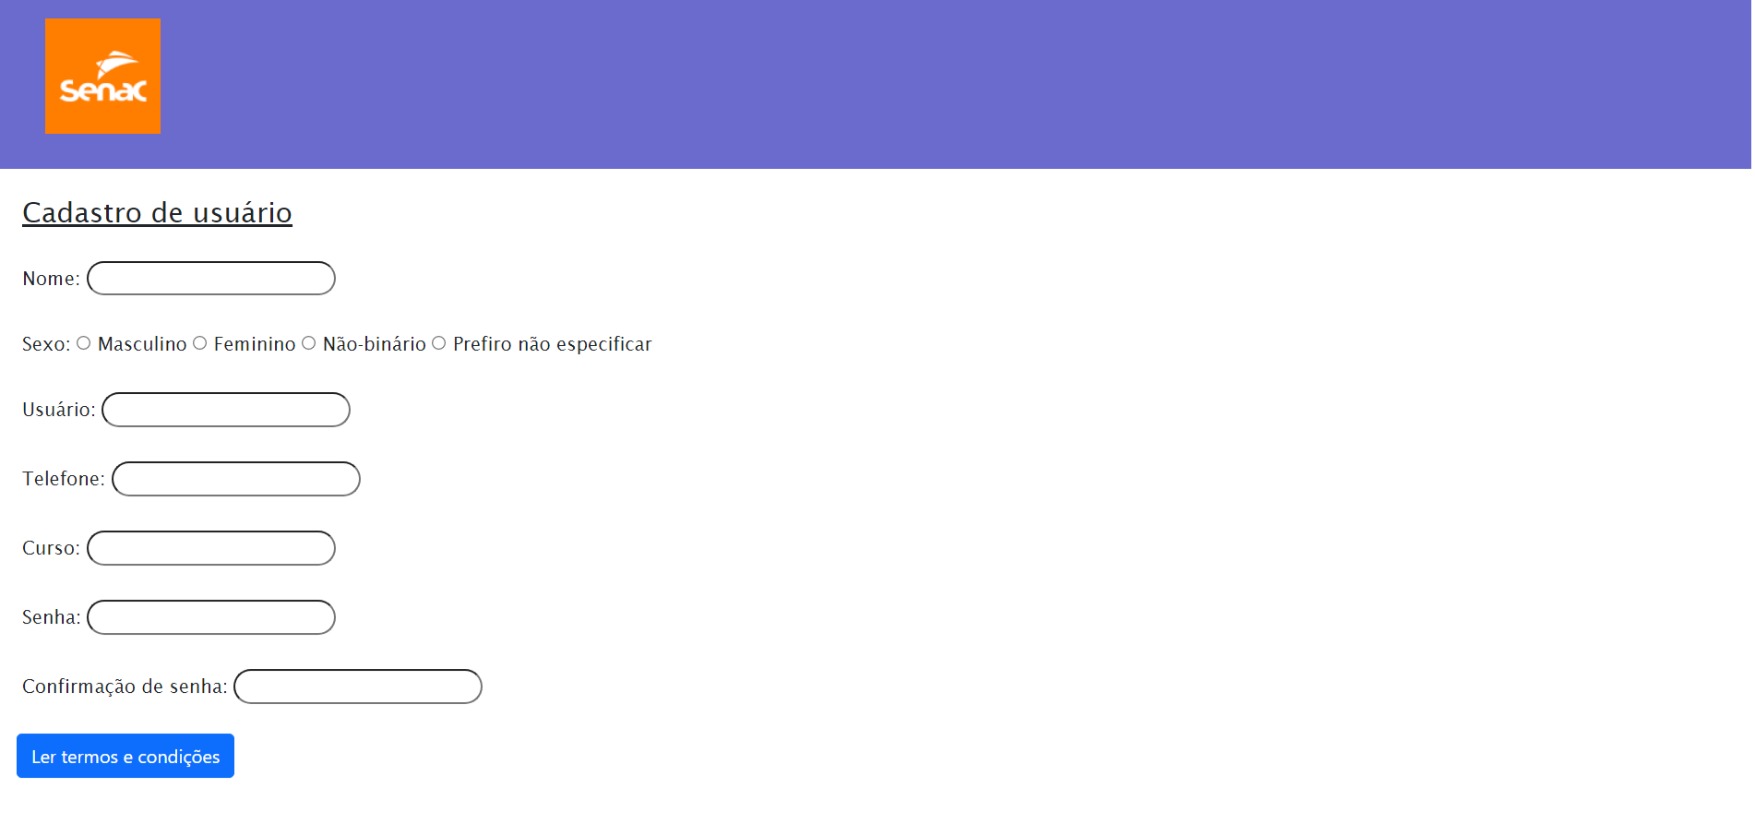 Senac
Cadastro de usuário
Nome:
Sexo: Masculino Feminino Não-binário Prefiro não especificar
Usuário:
Telefone:
Curso:
Senha:
Confirmação de senha:
Ler termos e condições